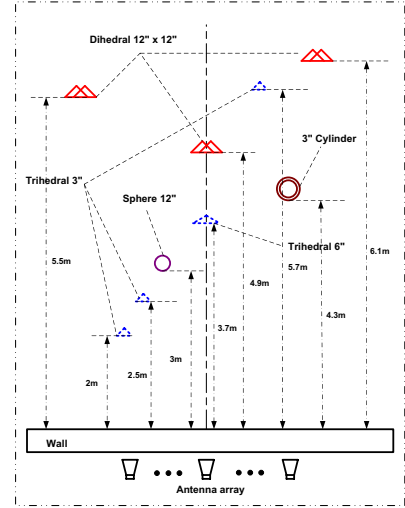 Dihedral 12" x 12"
3" Cylinder
Trihedral 3"
Sphere 12"
Trihedral 6"
5.5m
6.1m
5.7m
4.9m
4.3m
3.7m
3m
2.5m
2m
Wall
Antenna array